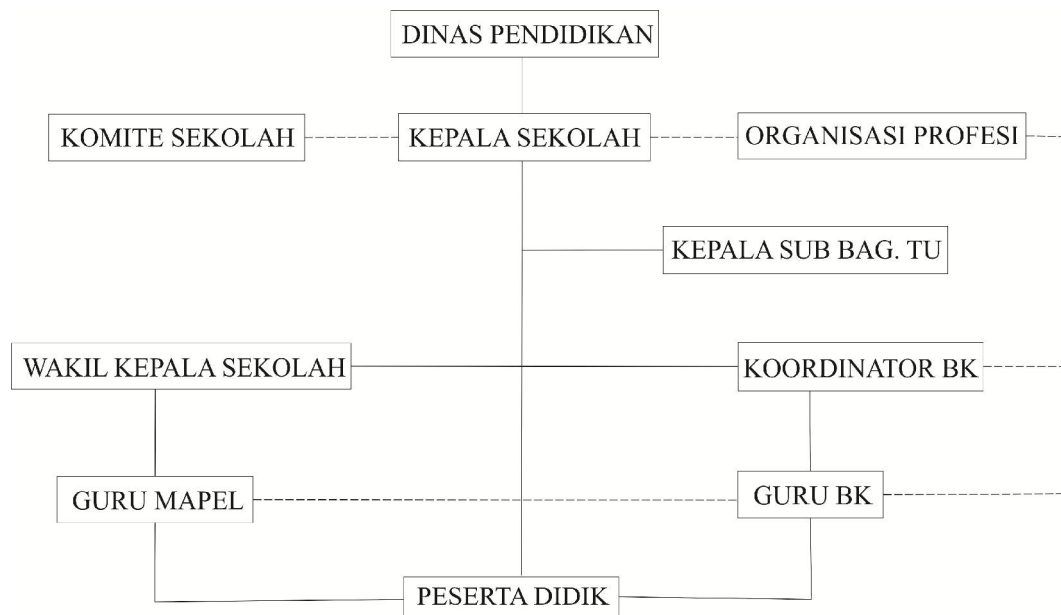 DINAS PENDIDIKAN
KOMITE SEKOLAH
KEPALA SEKOLAH
ORGANISASI PROFESI
KEPALA SUB BAG. TU
WAKIL KEPALA SEKOLAH
KOORDINATOR BK
GURU MAPEL
GURU BK
PESERTA DIDIK